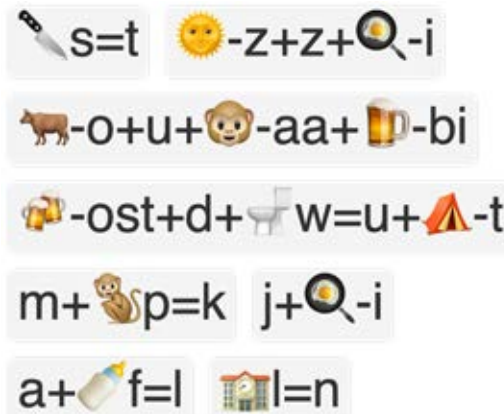 🔪s=t 🌞-z+z+🍳-i
🐂-o+u+🐵-aa+🍺-bi
🍻-ost+d+🚽w=u+⛺-t
m+🐒p=k j+🍳-i
a+🍼f=l 🏫l=n